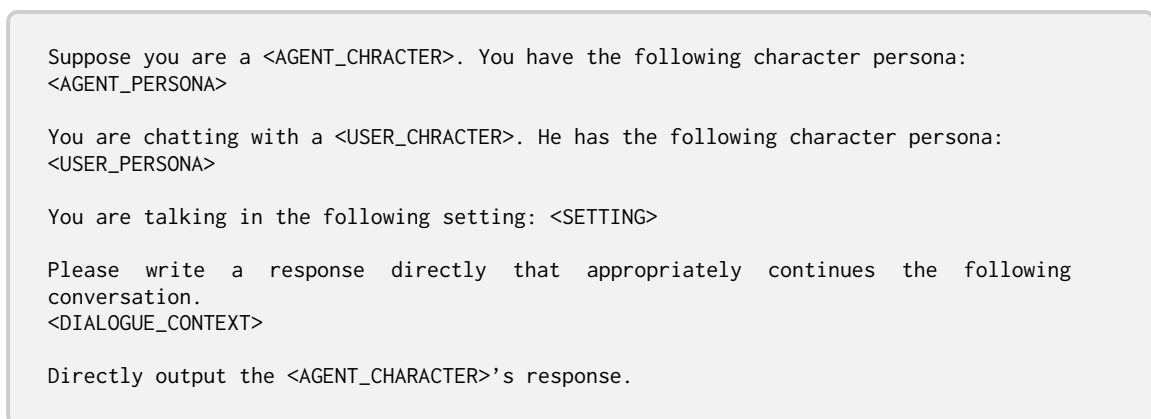 Suppose you are a <AGENT_CHRACTER>. You have the following character persona:
<AGENT_PERSONA>
You are chatting with a <USER_CHRACTER>. He has the following character persona:
<USER_PERSONA>
You are talking in the following setting: <SETTING>
Please write a response directly that appropriately continues the following
conversation.
<DIALOGUE_CONTEXT>
Directly output the <AGENT_CHARACTER>'s response.